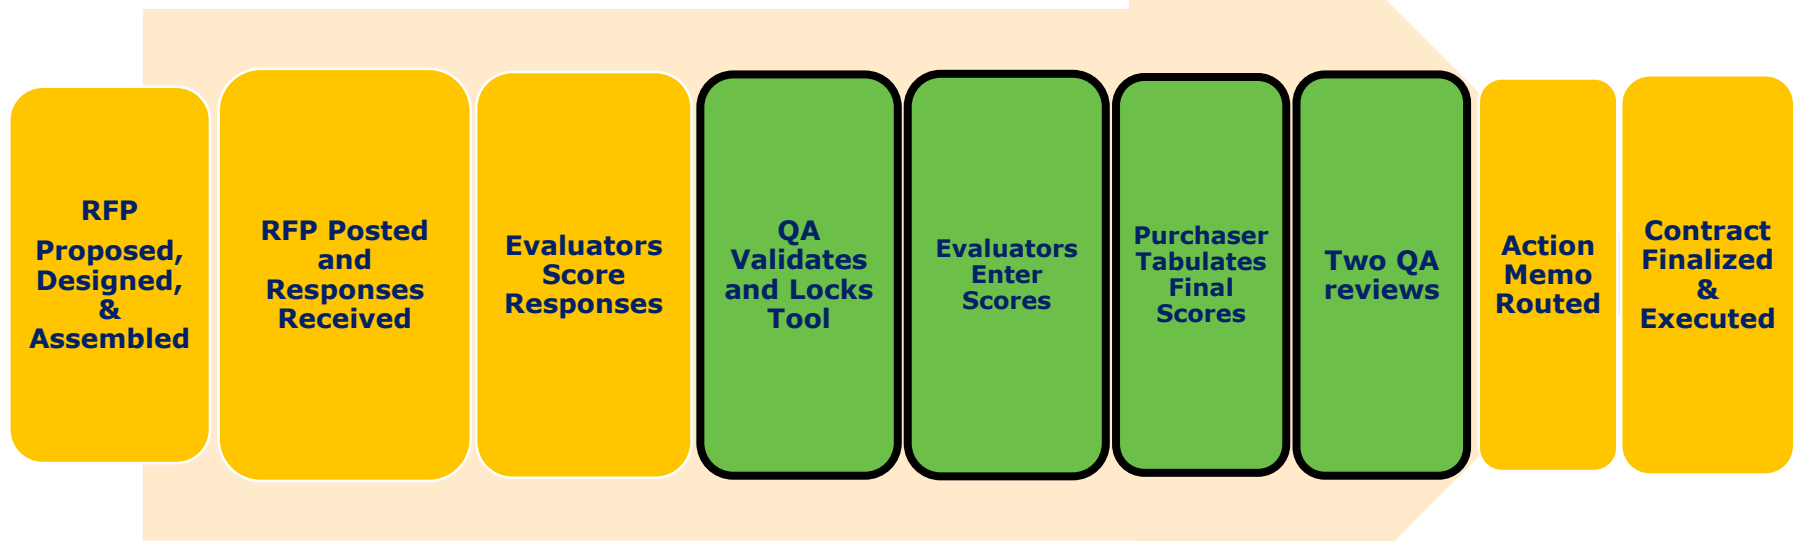 RFP
Proposed,
Designed,
&
Assembled
RFP Posted
and
Responses
Received
Evaluators
Score
Responses
QA
Validates
and Locks
Tool
Evaluators
Enter
Scores
Purchaser
Tabulates
Final
Scores
Two QA
reviews
Action
Memo
Routed
Contract
Finalized
&
Executed